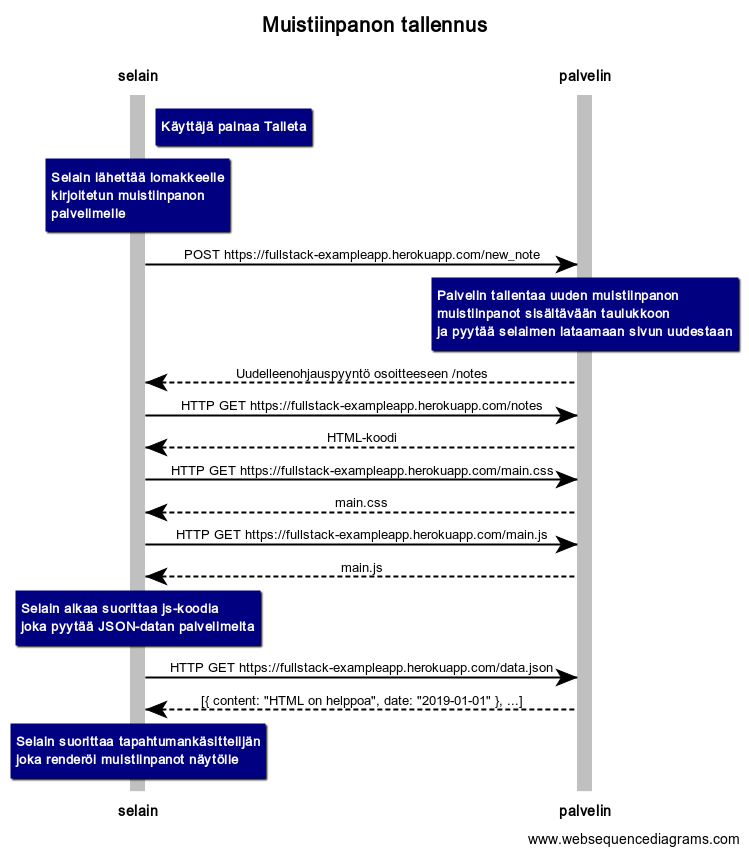 Muistiinpanon tallennus
selain
palvelin
Käyttäjä painaa Talleta
Selain lähettää lomakkeelle
kirjoitetun muistiinpanon
palvelimelle
POST https://fullstack-exampleapp.herokuapp.com/new_note
Palvelin tallentaa uuden muistiinpanon
muistiinpanot sisältävään taulukkoon
ja pyytää selaimen lataamaan sivun uudestaan
Uudelleenohjauspyyntö osoitteeseen /notes
HTTP GET https://fullstack-exampleapp.herokuapp.com/notes
HTML-koodi
HTTP GET https://fullstack-exampleapp.herokuapp.com/main.css
main.css
HTTP GET https://fullstack-exampleapp.herokuapp.com/main.js
main.js
Selain alkaa suorittaa js-koodia
joka pyytää JSON-datan palvelimelta
HTTP GET https://fullstack-exampleapp.herokuapp.com/data.json
[{ content: "HTML on helppoa", date: "2019-01-01" }, ...]
Selain suorittaa tapahtumankäsittelijän
joka renderöi muistiinpanot näytölle
selain
palvelin
www.websequencediagrams.com